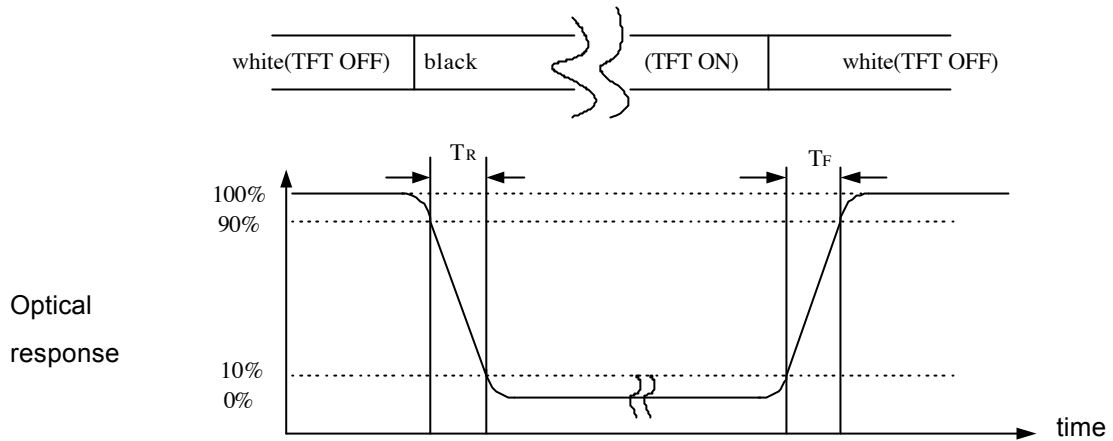 white(TFT OFF) black (TFT ON) white(TFT OFF)
TR TF
100%
90%
Optical
response
10%
0%
time